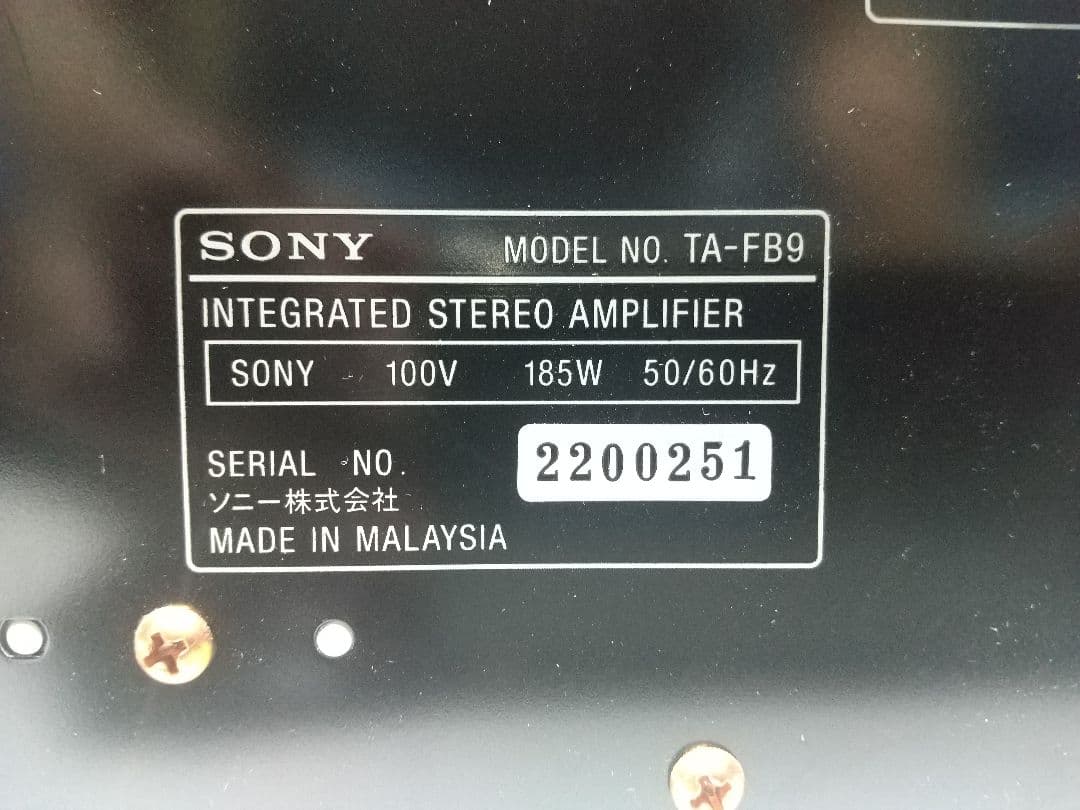 SONY MODEL NO. TA-FB9
INTEGRATED STEREO AMPLIFIER
SONY 100V 185W 50/60Hz
SERIAL NO. 2200251
ソニー株式会社
MADE IN MALAYSIA